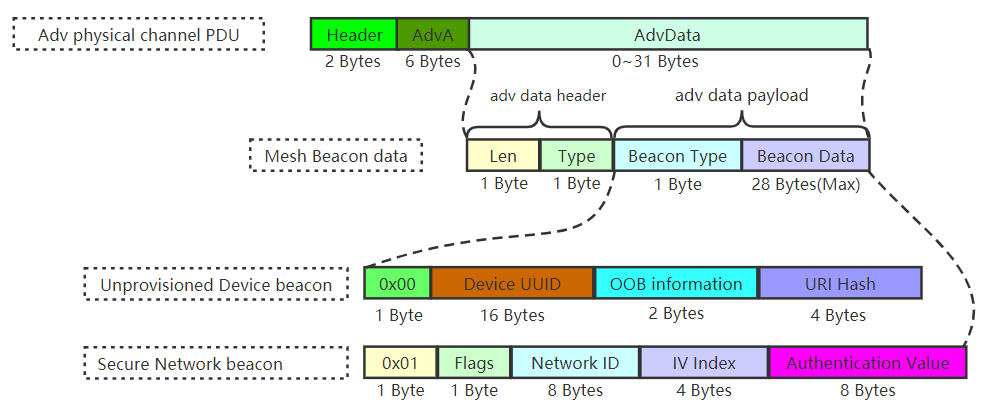 Adv physical channel PDU
Header AdvA AdvData
2 Bytes 6 Bytes 0~31 Bytes
adv data header adv data payload
Mesh Beacon data Len Type Beacon Type Beacon Data
1 Byte 1 Byte 1 Byte 28 Bytes(Max)
Unprovisioned Device beacon 0x00 Device UUID OOB information URI Hash
1 Byte 16 Bytes 2 Bytes 4 Bytes
Secure Network beacon 0x01 Flags Network ID IV Index Authentication Value
1 Byte 1 Byte 8 Bytes 4 Bytes 8 Bytes